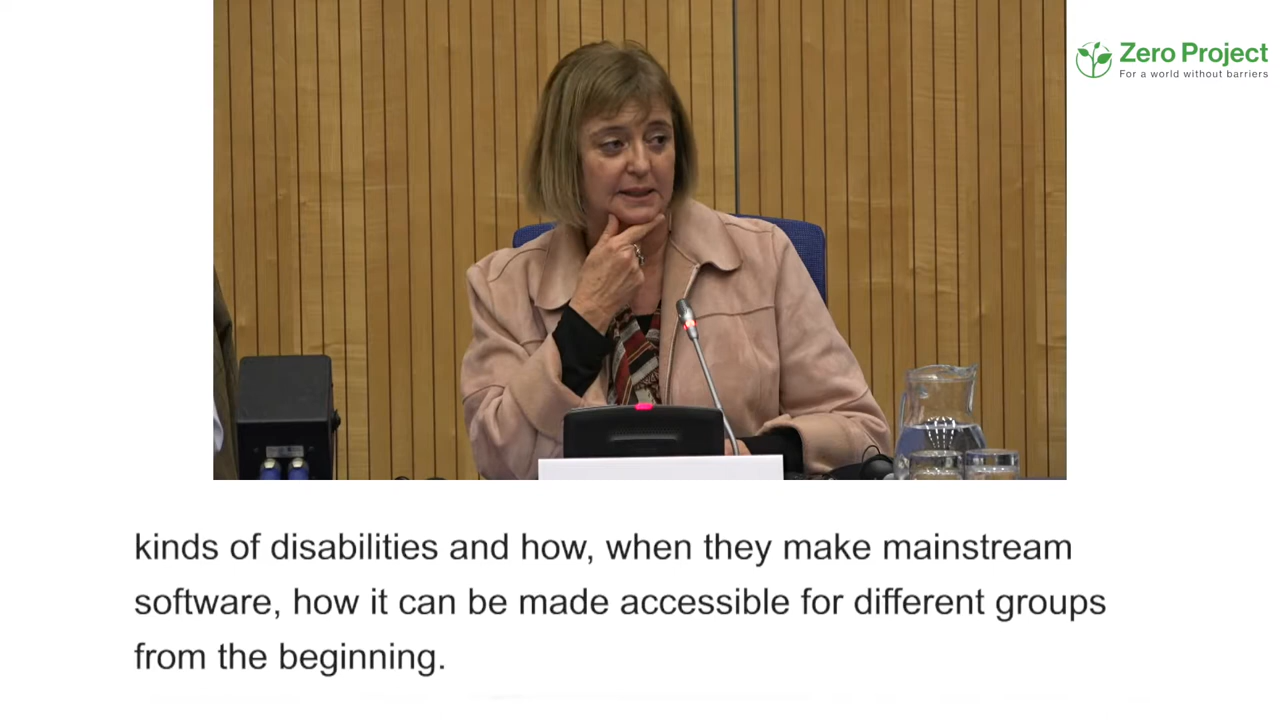 Zero Project
For a world without barriers
kinds of disabilities and how, when they make mainstream
software, how it can be made accessible for different groups
from the beginning.